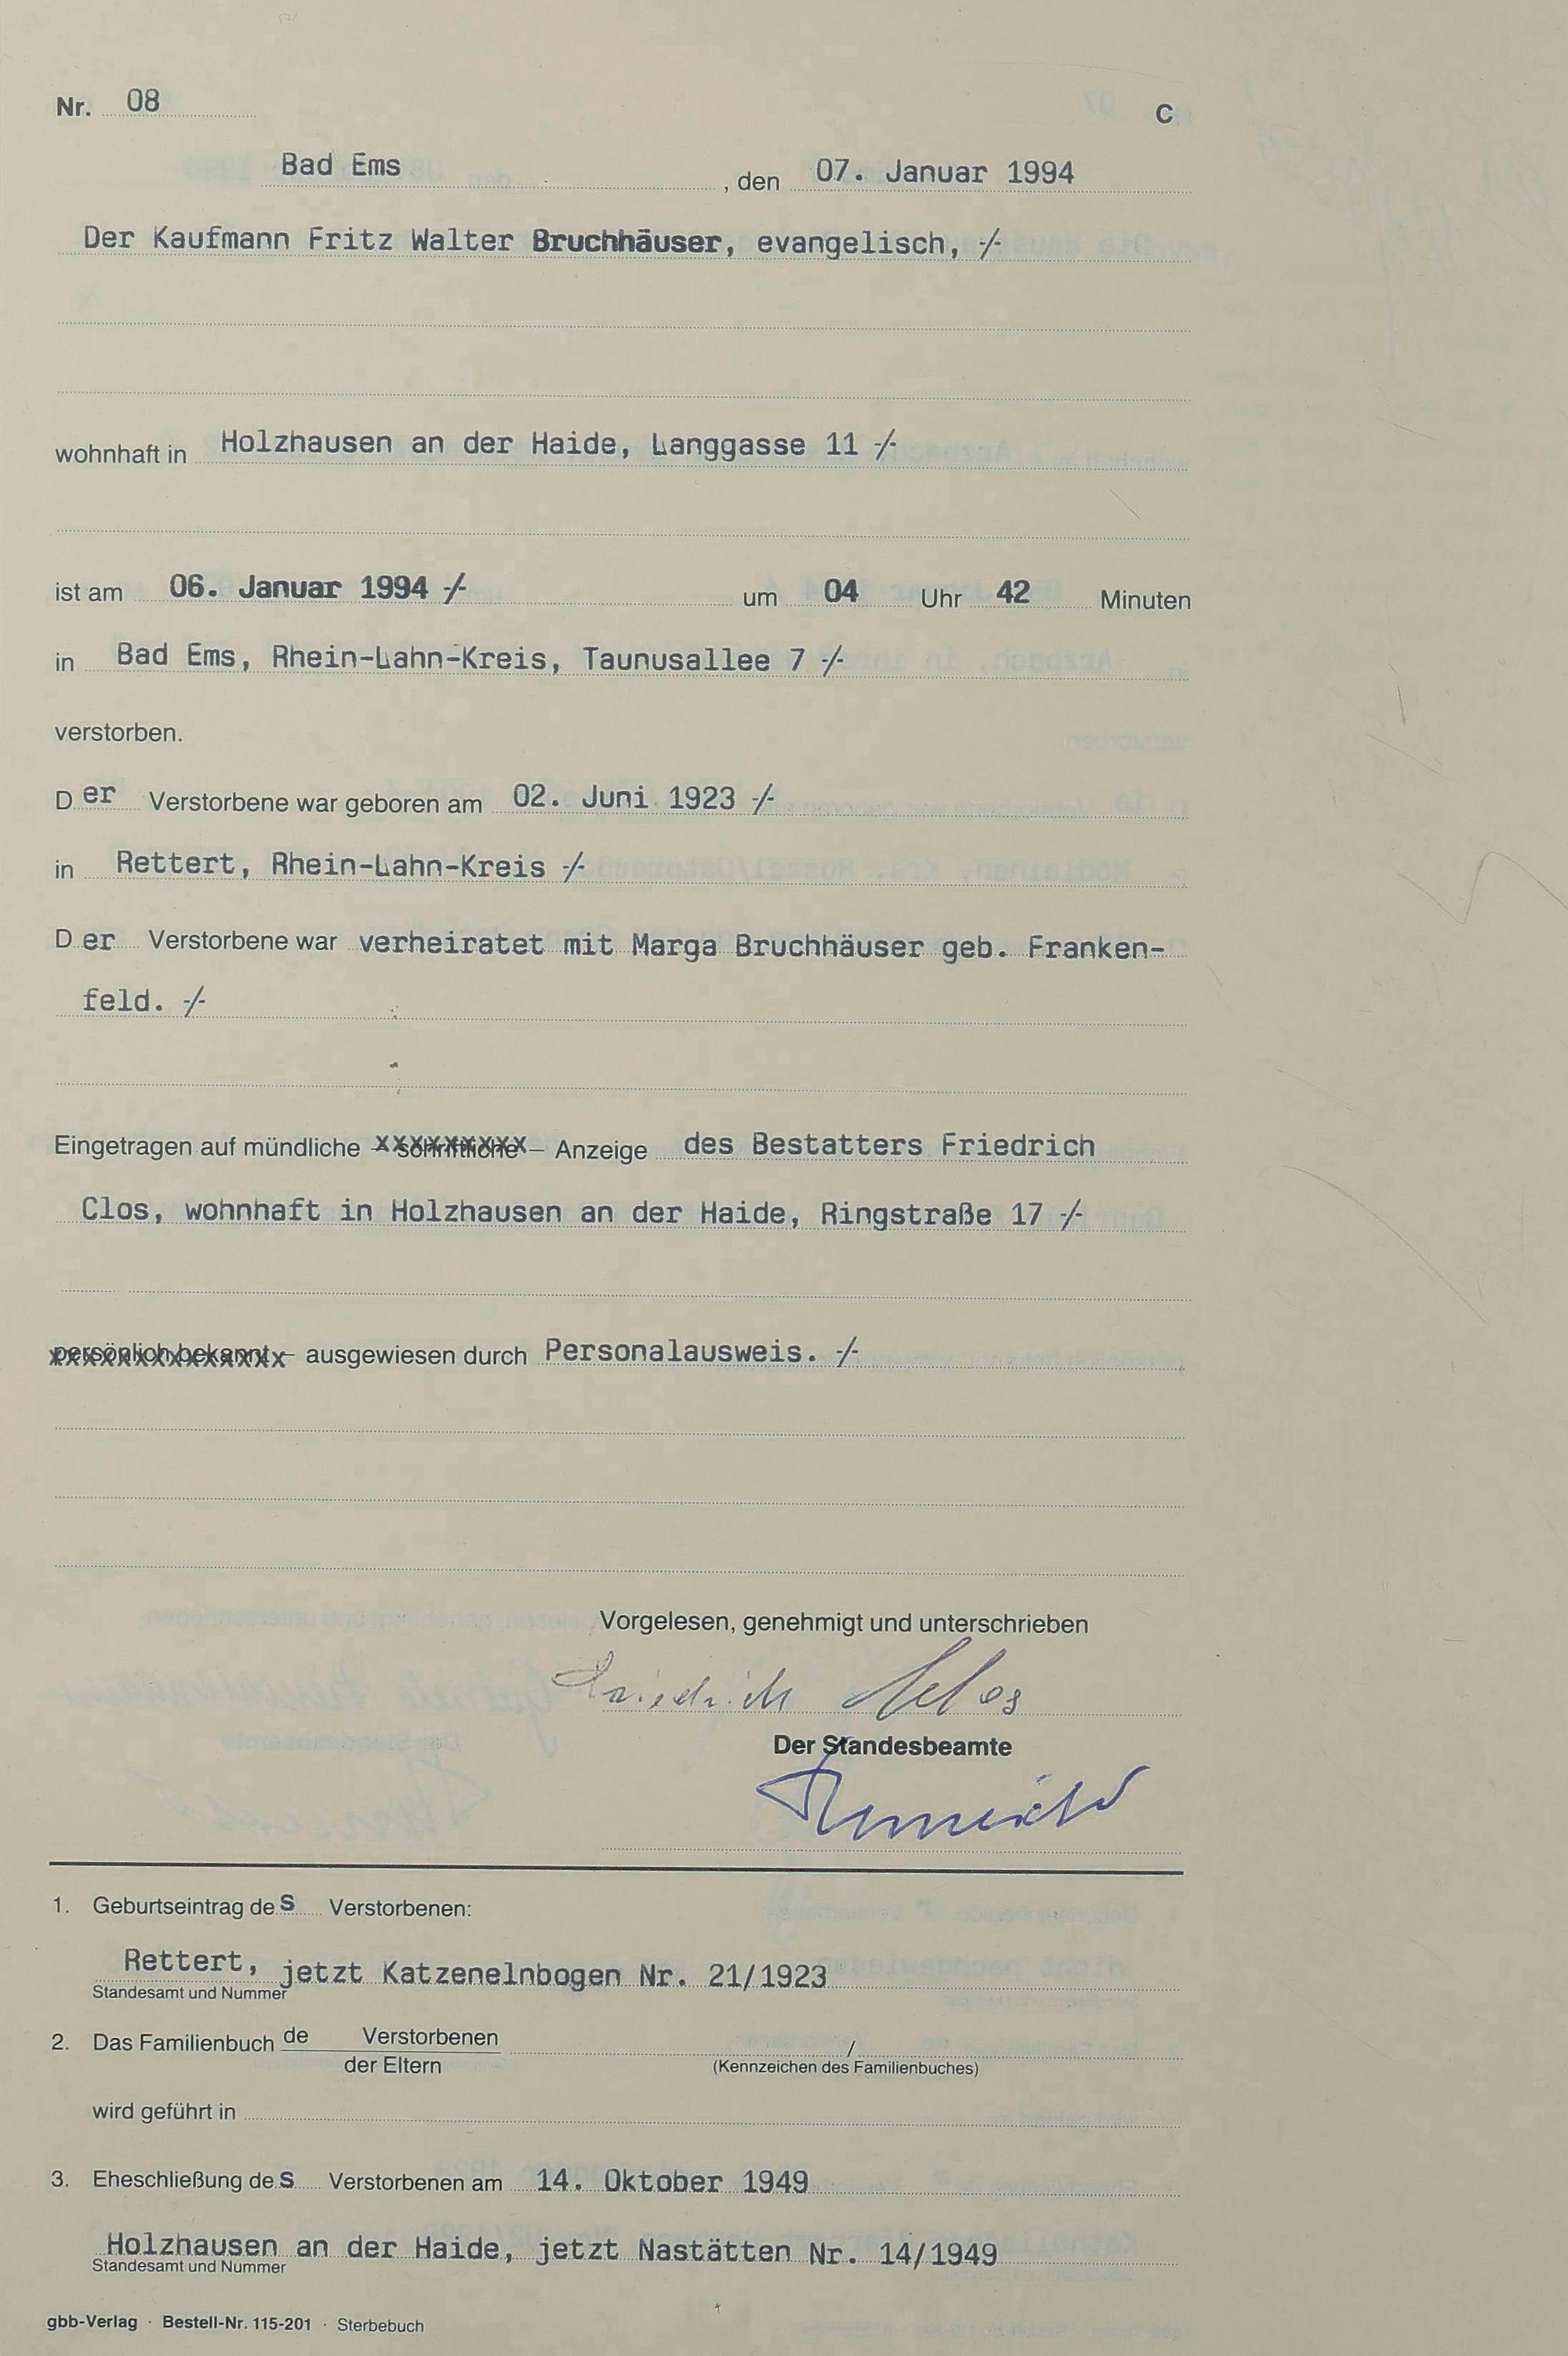 Nr. 08 C
Bad Ems , den 07. Januar 1994
Der Kaufmann Fritz Walter Bruchhäuser, evangelisch, -/-
wohnhaft in Holzhausen an der Haide, Langgasse 11 -/-
ist am 06. Januar 1994 -/- um 04 Uhr 42 Minuten
in Bad Ems, Rhein-Lahn-Kreis, Taunusallee 7 -/-
verstorben.
Der Verstorbene war geboren am 02. Juni 1923 -/-
in Rettert, Rhein-Lahn-Kreis -/-
Der Verstorbene war verheiratet mit Marga Bruchhäuser geb. Franken-
feld. -/-
Eingetragen auf mündliche – schriftliche – Anzeige des Bestatters Friedrich
Clos, wohnhaft in Holzhausen an der Haide, Ringstraße 17 -/-
persönlich bekannt – ausgewiesen durch Personalausweis. -/-
Vorgelesen, genehmigt und unterschrieben
Friedrich Clos
Der Standesbeamte
1. Geburtseintrag des Verstorbenen:
Rettert, jetzt Katzenelnbogen Nr. 21/1923
Standesamt und Nummer
2. Das Familienbuch de Verstorbenen /
der Eltern (Kennzeichen des Familienbuches)
wird geführt in
3. Eheschließung des Verstorbenen am 14. Oktober 1949
Holzhausen an der Haide, jetzt Nastätten Nr. 14/1949
Standesamt und Nummer
gbb-Verlag · Bestell-Nr. 115-201 · Sterbebuch